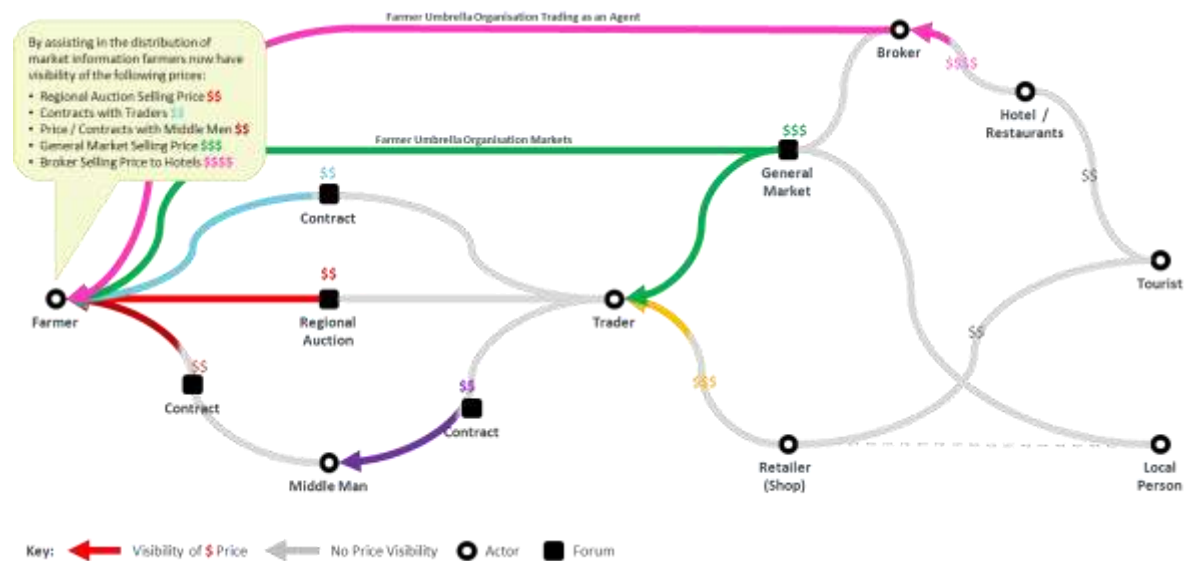 Farmer Umbrella Organisation Trading as an Agent
Broker
$$$$
Hotel /
Restaurants
By assisting in the distribution of
market information farmers now have
visibility of the following prices:
• Regional Auction Selling Price $$
• Contracts with Traders $$
• Price / Contracts with Middle Men $$
• General Market Selling Price $$$
• Broker Selling Price to Hotels $$$$
Farmer Umbrella Organisation Markets
$$$
General
Market
$$
Contract
$$
$$
Regional
Auction
Farmer
Trader
Tourist
$$
$$
Contract
$$
Contract
$$$
Middle Man
Retailer
(Shop)
Local
Person
Key:
Visibility of $ Price
No Price Visibility
Actor
Forum